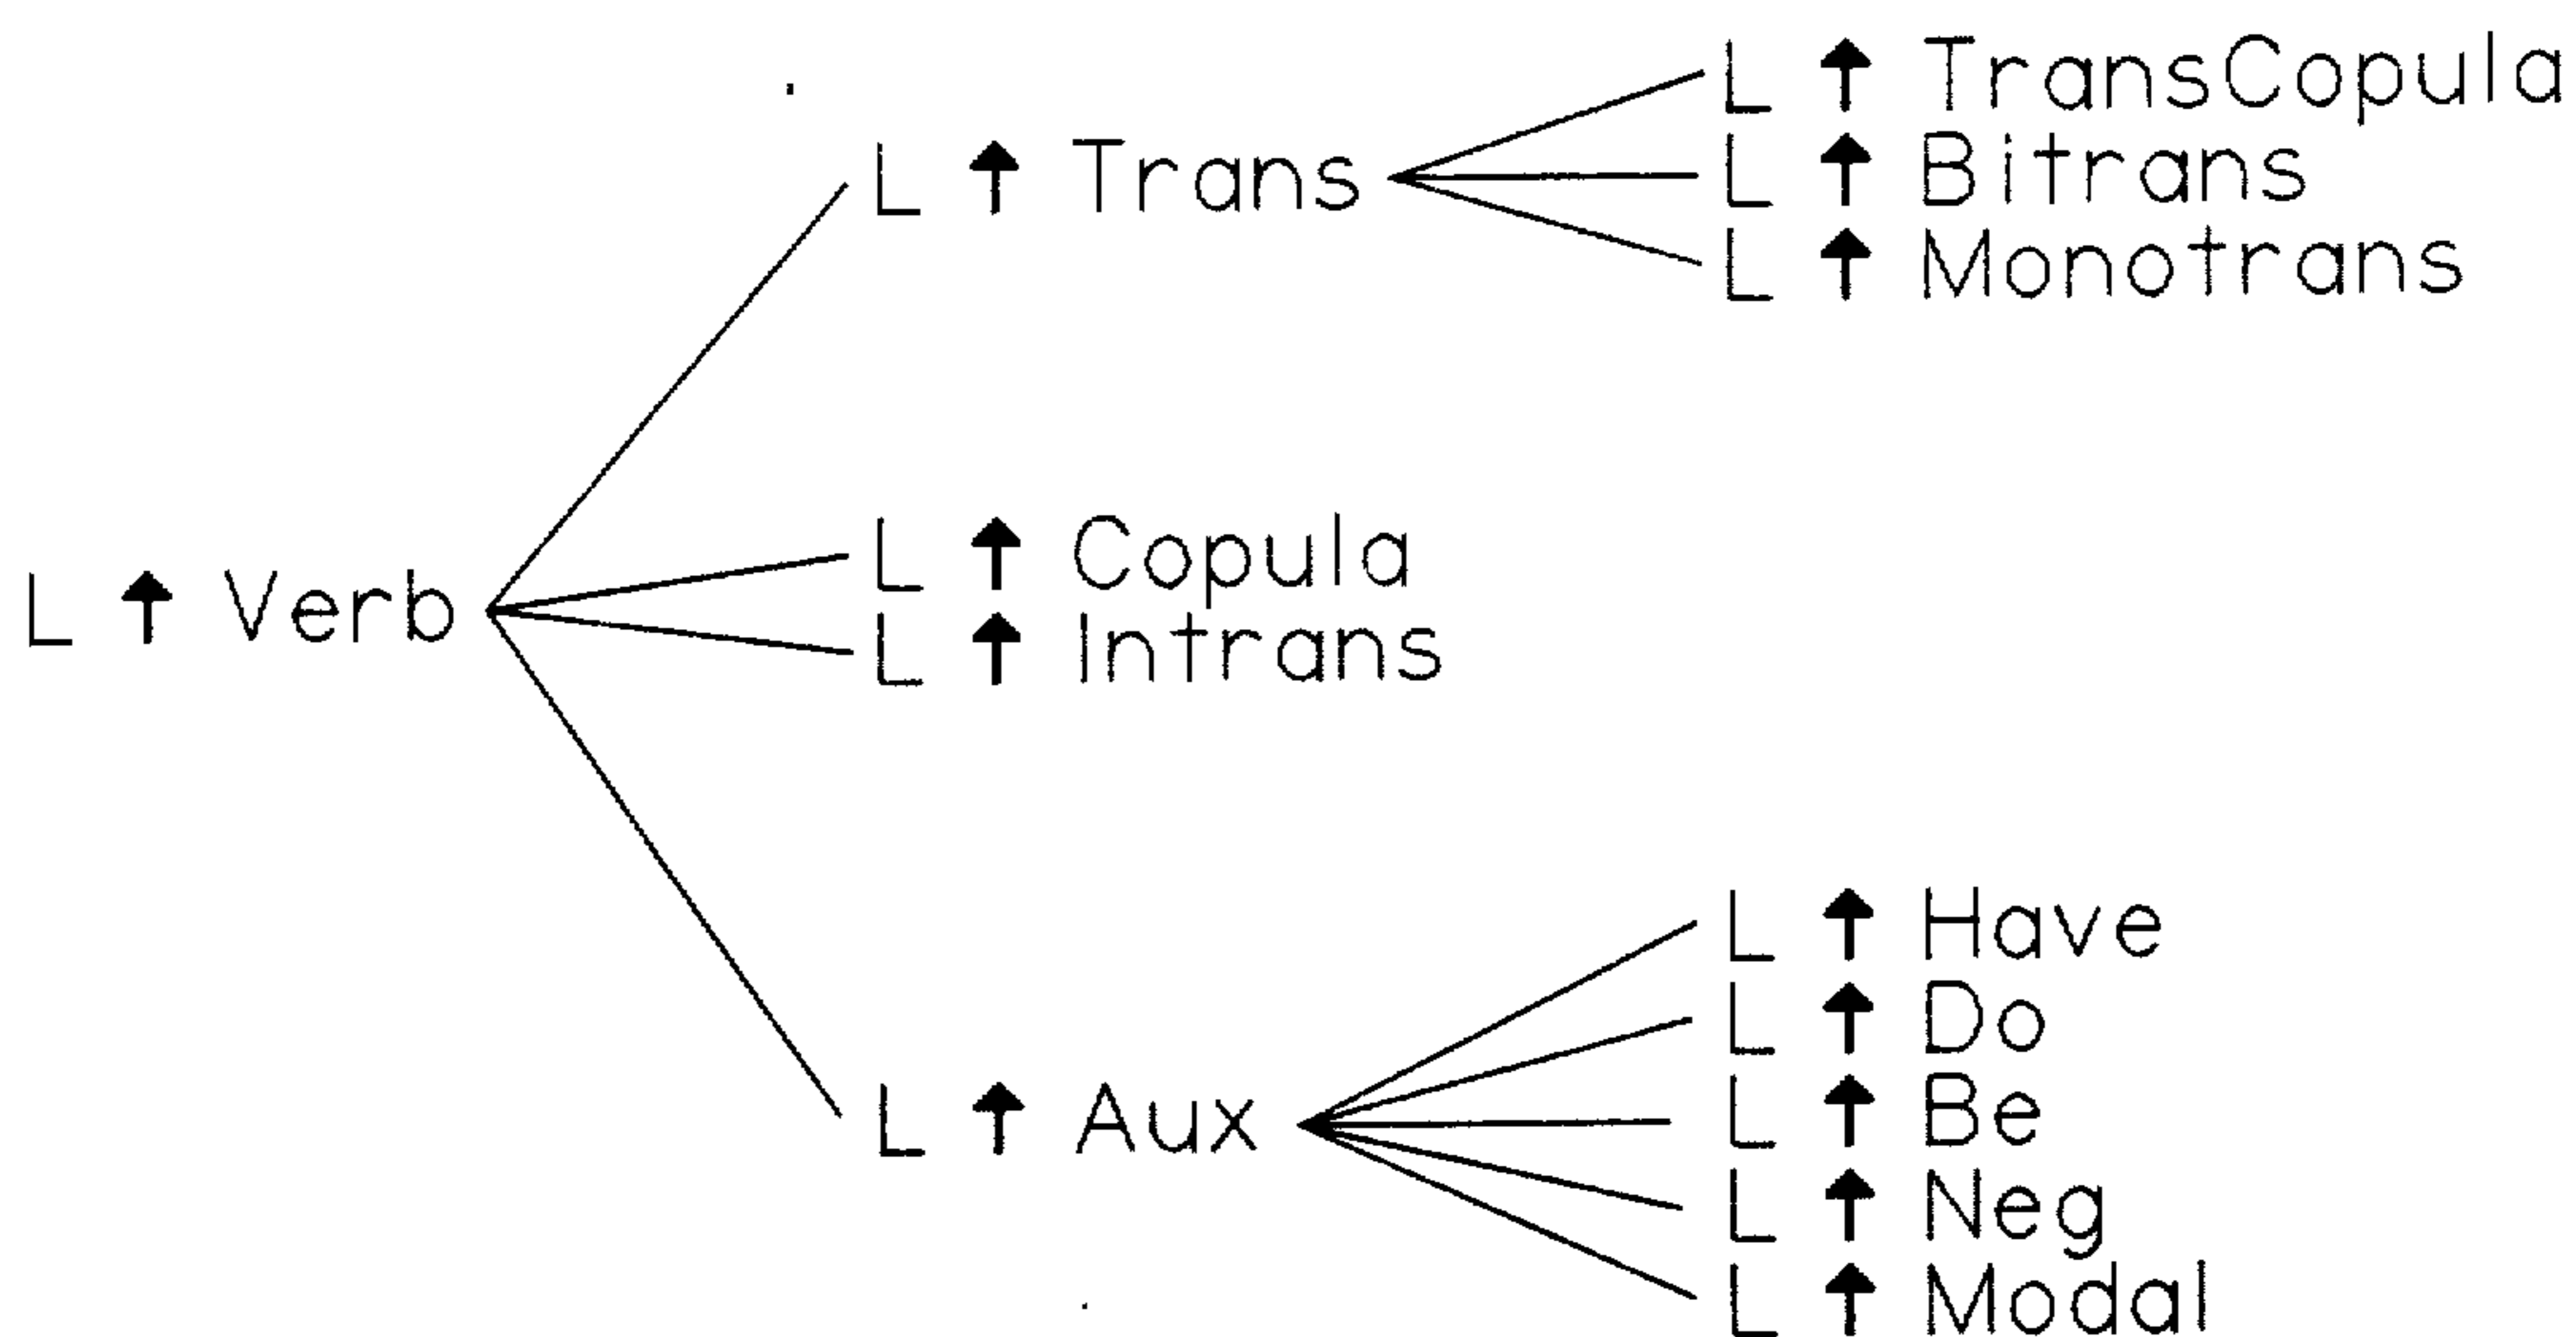 L ↑ TransCopula
L ↑ Trans
L ↑ Bitrans
L ↑ Monotrans
L ↑ Copula
L ↑ Verb
L ↑ Intrans
L ↑ Have
L ↑ Do
L ↑ Aux
L ↑ Be
L ↑ Neg
L ↑ Modal